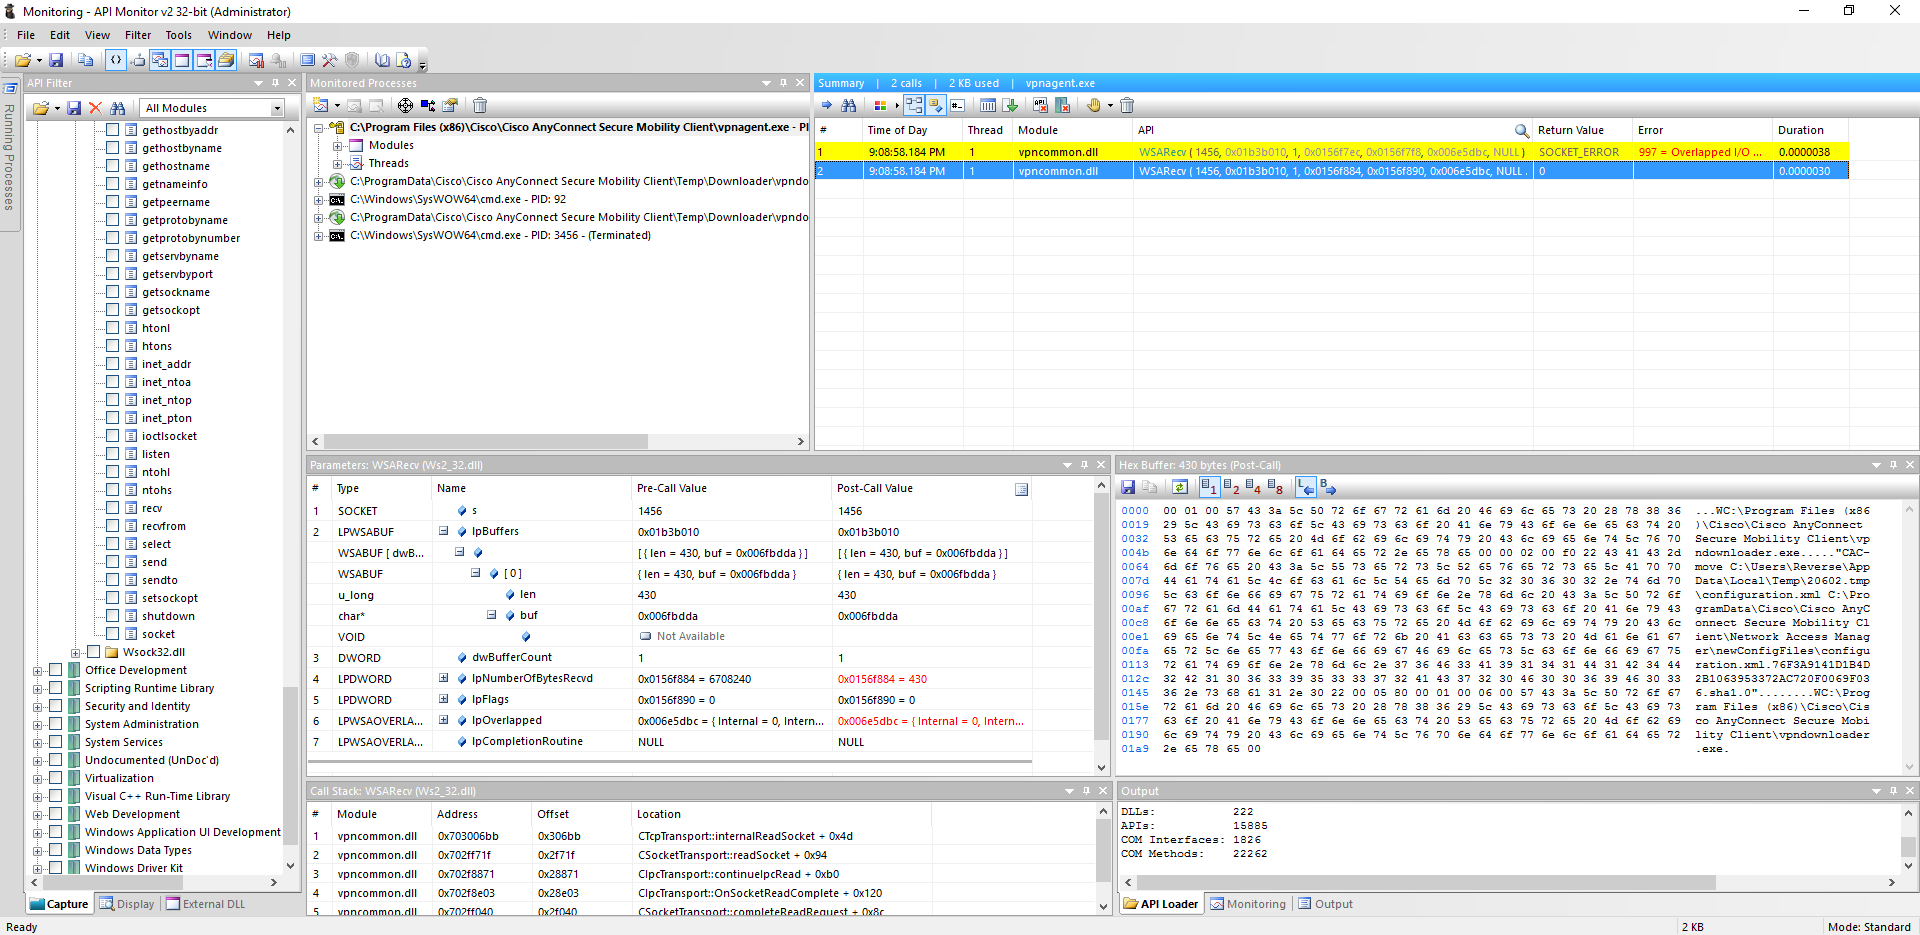 Monitoring - API Monitor v2 32-bit (Administrator)
File Edit View Filter Tools Window Help
Running Processes
API Filter
All Modules
gethostbyaddr
gethostbyname
gethostname
getnameinfo
getpeername
getprotobyname
getprotobynumber
getservbyname
getservbyport
getsockname
getsockopt
htonl
htons
inet_addr
inet_ntoa
inet_ntop
inet_pton
ioctlsocket
listen
ntohl
ntohs
recv
recvfrom
select
send
sendto
setsockopt
shutdown
socket
Wsock32.dll
Office Development
Scripting Runtime Library
Security and Identity
System Administration
System Services
Undocumented (UnDoc'd)
Virtualization
Visual C++ Run-Time Library
Web Development
Windows Application UI Development
Windows Data Types
Windows Driver Kit
Capture Display External DLL
Monitored Processes
C:\Program Files (x86)\Cisco\Cisco AnyConnect Secure Mobility Client\vpnagent.exe - PI
Modules
Threads
C:\ProgramData\Cisco\Cisco AnyConnect Secure Mobility Client\Temp\Downloader\vpndo
C:\Windows\SysWOW64\cmd.exe - PID: 92
C:\ProgramData\Cisco\Cisco AnyConnect Secure Mobility Client\Temp\Downloader\vpndo
C:\Windows\SysWOW64\cmd.exe - PID: 3456 - (Terminated)
Summary | 2 calls | 2 KB used | vpnagent.exe
# Time of Day Thread Module API Return Value Error Duration
1 9:08:58.184 PM 1 vpncommon.dll WSARecv ( 1456, 0x01b3b010, 1, 0x0156f7ec, 0x0156f7f8, 0x006e5dbc, NULL ) SOCKET_ERROR 997 = Overlapped I/O ... 0.0000038
2 9:08:58.184 PM 1 vpncommon.dll WSARecv ( 1456, 0x01b3b010, 1, 0x0156f884, 0x0156f890, 0x006e5dbc, NULL . 0 0.0000030
Parameters: WSARecv (Ws2_32.dll)
# Type Name Pre-Call Value Post-Call Value
1 SOCKET s 1456 1456
2 LPWSABUF lpBuffers 0x01b3b010 0x01b3b010
WSABUF [ dwB... [ { len = 430, buf = 0x006fbdda } ] [ { len = 430, buf = 0x006fbdda } ]
WSABUF [ 0 ] { len = 430, buf = 0x006fbdda } { len = 430, buf = 0x006fbdda }
u_long len 430 430
char* buf 0x006fbdda 0x006fbdda
VOID Not Available
3 DWORD dwBufferCount 1 1
4 LPDWORD lpNumberOfBytesRecvd 0x0156f884 = 6708240 0x0156f884 = 430
5 LPDWORD lpFlags 0x0156f890 = 0 0x0156f890 = 0
6 LPWSAOVERLA... lpOverlapped 0x006e5dbc = { Internal = 0, Intern... 0x006e5dbc = { Internal = 0, Intern...
7 LPWSAOVERLA... lpCompletionRoutine NULL NULL
Hex Buffer: 430 bytes (Post-Call)
1 2 4 8 L B
0000 00 01 00 57 43 3a 5c 50 72 6f 67 72 61 6d 20 46 69 6c 65 73 20 28 78 38 36 ...WC:\Program Files (x86
0019 29 5c 43 69 73 63 6f 5c 43 69 73 63 6f 20 41 6e 79 43 6f 6e 6e 65 63 74 20 )\Cisco\Cisco AnyConnect
0032 53 65 63 75 72 65 20 4d 6f 62 69 6c 69 74 79 20 43 6c 69 65 6e 74 5c 76 70 Secure Mobility Client\vp
004b 6e 64 6f 77 6e 6c 6f 61 64 65 72 2e 65 78 65 00 00 00 02 00 f0 22 43 41 43 2d ndownloader.exe....."CAC-
0064 6d 6f 76 65 20 43 3a 5c 55 73 65 72 73 5c 52 65 76 65 72 73 65 5c 41 70 70 move C:\Users\Reverse\App
007d 44 61 74 61 5c 4c 6f 63 61 6c 5c 54 65 6d 70 5c 32 30 36 30 32 2e 74 6d 70 Data\Local\Temp\20602.tmp
0096 5c 63 6f 6e 66 69 67 75 72 61 74 69 6f 6e 2e 78 6d 6c 20 43 3a 5c 50 72 6f \configuration.xml C:\Pro
00af 67 72 61 6d 44 61 74 61 5c 43 69 73 63 6f 5c 43 69 73 63 6f 20 41 6e 79 43 gramData\Cisco\Cisco AnyC
00c8 6f 6e 6e 65 63 74 20 53 65 63 75 72 65 20 4d 6f 62 69 6c 69 74 79 20 43 6c onnect Secure Mobility Cl
00e1 69 65 6e 74 5c 4e 65 74 77 6f 72 6b 20 41 63 63 65 73 73 20 4d 61 6e 61 67 ient\Network Access Manag
00fa 65 72 5c 6e 65 77 43 6f 6e 66 69 67 46 69 6c 65 73 5c 63 6f 6e 66 69 67 75 er\newConfigFiles\configu
0113 72 61 74 69 6f 6e 2e 78 6d 6c 2e 37 36 46 33 41 39 31 34 31 44 31 42 34 44 ration.xml.76F3A9141D1B4D
012c 32 42 31 30 36 33 39 35 33 33 37 32 41 43 37 32 30 46 30 30 36 39 46 30 33 2B1063953372AC720F0069F03
0145 36 2e 73 68 61 31 2e 30 22 00 05 80 00 01 00 06 00 57 43 3a 5c 50 72 6f 67 6.sha1.0"........WC:\Prog
015e 72 61 6d 20 46 69 6c 65 73 20 28 78 38 36 29 5c 43 69 73 63 6f 5c 43 69 73 ram Files (x86)\Cisco\Cis
0177 63 6f 20 41 6e 79 43 6f 6e 6e 65 63 74 20 53 65 63 75 72 65 20 4d 6f 62 69 co AnyConnect Secure Mobi
0190 6c 69 74 79 20 43 6c 69 65 6e 74 5c 76 70 6e 64 6f 77 6e 6c 6f 61 64 65 72 lity Client\vpndownloader
01a9 2e 65 78 65 00 .exe.
Call Stack: WSARecv (Ws2_32.dll)
# Module Address Offset Location
1 vpncommon.dll 0x703006bb 0x306bb CTcpTransport::internalReadSocket + 0x4d
2 vpncommon.dll 0x702ff71f 0x2f71f CSocketTransport::readSocket + 0x94
3 vpncommon.dll 0x702f8871 0x28871 CIpcTransport::continueIpcRead + 0xb0
4 vpncommon.dll 0x702f8e03 0x28e03 CIpcTransport::OnSocketReadComplete + 0x120
5 vpncommon.dll 0x702ff040 0x2f040 CSocketTransport::completeReadRequest + 0x8c
Output
DLLs: 222
APIs: 15885
COM Interfaces: 1826
COM Methods: 22262
API Loader Monitoring Output
Ready 2 KB Mode: Standard